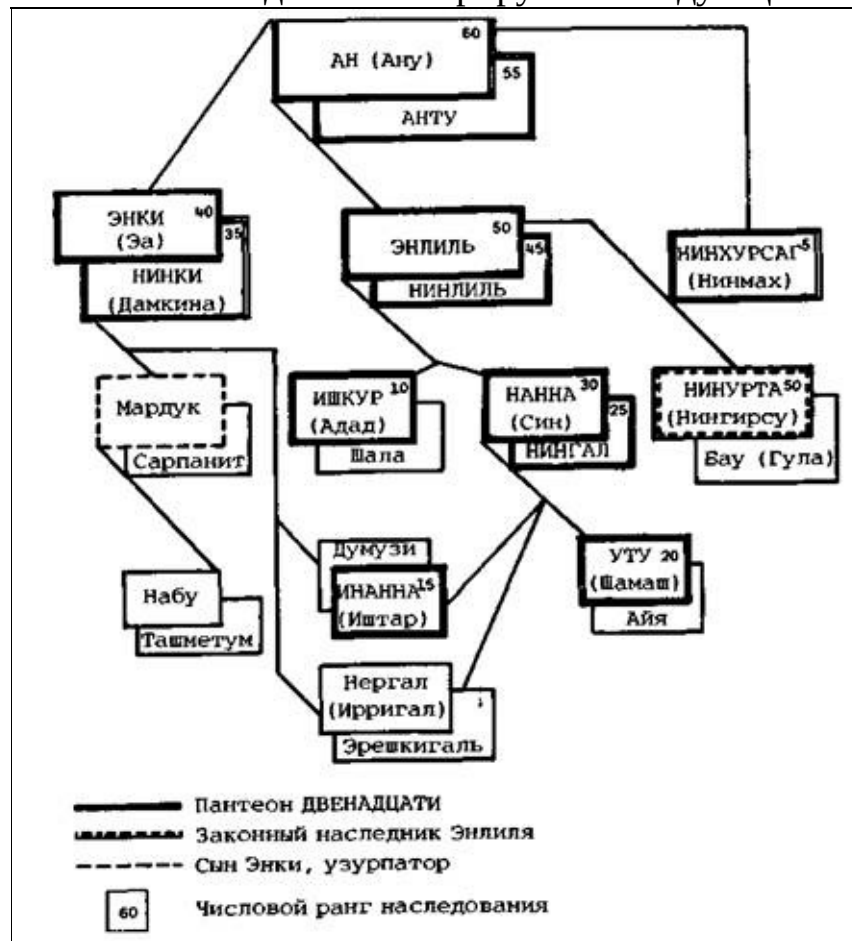 60
АН (Ану)
55
АНТУ
40
ЭНКИ
(Эа)
35
НИНКИ
(Дамкина)
50
ЭНЛИЛЬ
45
НИНЛИЛЬ
5
НИНХУРСАГ
(Нинмах)
Мардук
Сарпанит
10
ИШКУР
(Адад)
Шала
30
НАННА
(Син)
25
НИНГАЛ
НИНУРТА 50
(Нингирсу)
Бау (Гула)
Набу
Ташметум
Думузи
ИНАННА 15
(Иштар)
УТУ 20
(Шамаш)
Айя
Нергал
(Ирригал)
Эрешкигаль
Пантеон ДВЕНАДЦАТИ
Законный наследник Энлиля
Сын Энки, узурпатор
60 Числовой ранг наследования